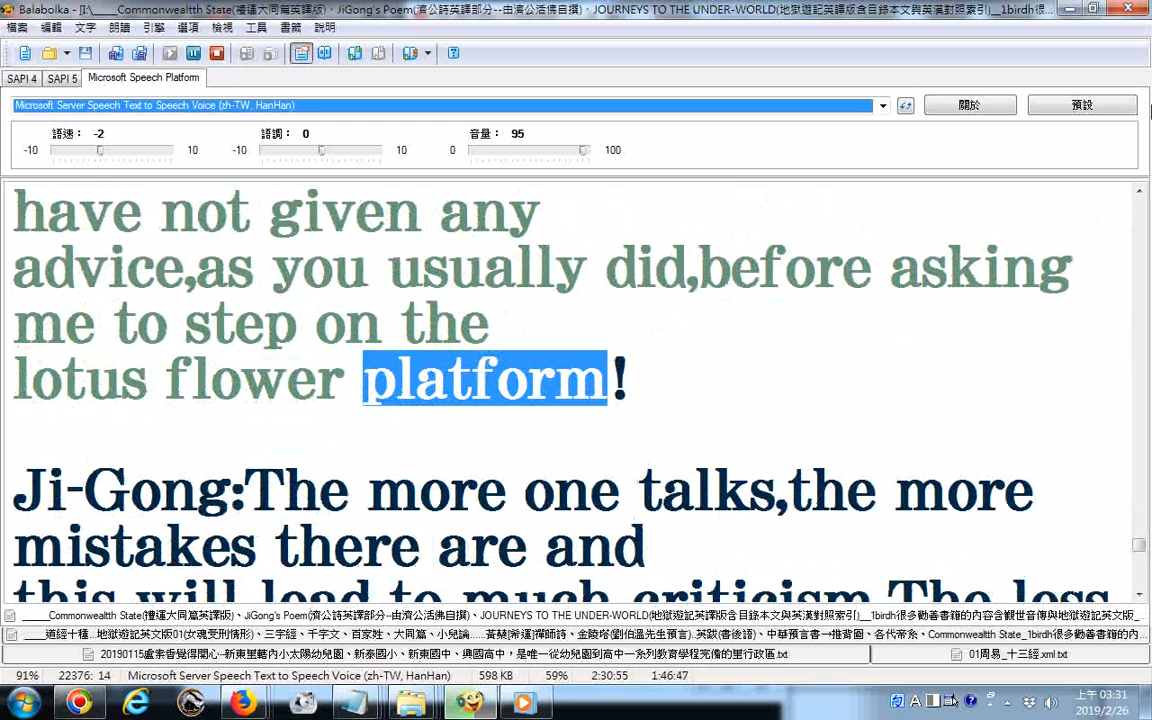 Balabolka - [I:\____Commonwealtth State(禮運大同篇英譯版)、JiGong's Poem(濟公詩英譯部分--由濟公活佛自撰)、JOURNEYS TO THE UNDER-WORLD(地獄遊記英譯版含目錄本文與英漢對照索引)__1birdh很...
檔案 編輯 文字 朗讀 引擎 選項 檢視 工具 書籤 說明
SAPI 4 SAPI 5 Microsoft Speech Platform
Microsoft Server Speech Text to Speech Voice (zh-TW, HanHan) 關於 預設
語速： -2 語調： 0 音量： 95
-10 10 -10 10 0 100
have not given any
advice,as you usually did,before asking
me to step on the
lotus flower platform!
Ji-Gong:The more one talks,the more
mistakes there are and
this will lead to much criticism.The less
____Commonwealtth State(禮運大同篇英譯版)、JiGong's Poem(濟公詩英譯部分--由濟公活佛自撰)、JOURNEYS TO THE UNDER-WORLD(地獄遊記英譯版含目錄本文與英漢對照索引)__1birdh很多勸善書籍的內容含觀世音傳與地獄遊記英文版_
___道經十種...地獄遊記英文版01(女魂受刑情形)、三字經、千字文、百家姓、大同篇、小兒論......黃蘗[希運]禪師詩、金陵塔(劉伯溫先生預言).英跋(書後語)、中華預言書一推背圖、各代帝系、Commonwealtth State_1birdh很多勸善書籍的內...
20190115盧素香覺得開心--新東里轄內小太陽幼兒園、新泰國小、新東國中、興國高中，是唯一從幼兒園到高中一系列教育學程完備的里行政區.txt 01周易_十三經.xml.txt
91% 22376: 14 Microsoft Server Speech Text to Speech Voice (zh-TW, HanHan) 598 KB 59% 2:30:55 1:46:47
上午 03:31
2019/2/26